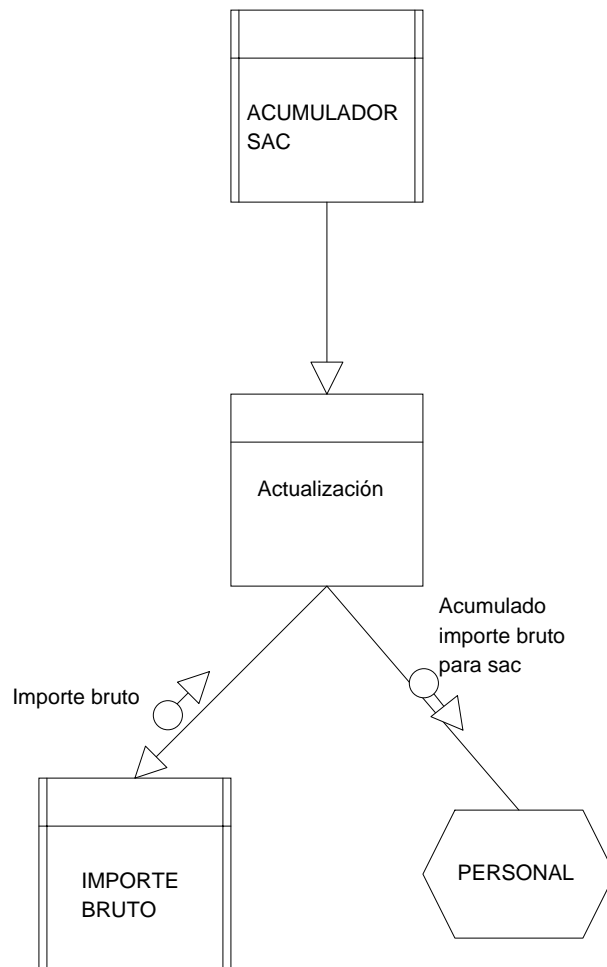 ACUMULADOR
SAC
Actualización
Acumulado
importe bruto
para sac
Importe bruto
PERSONAL
IMPORTE
BRUTO